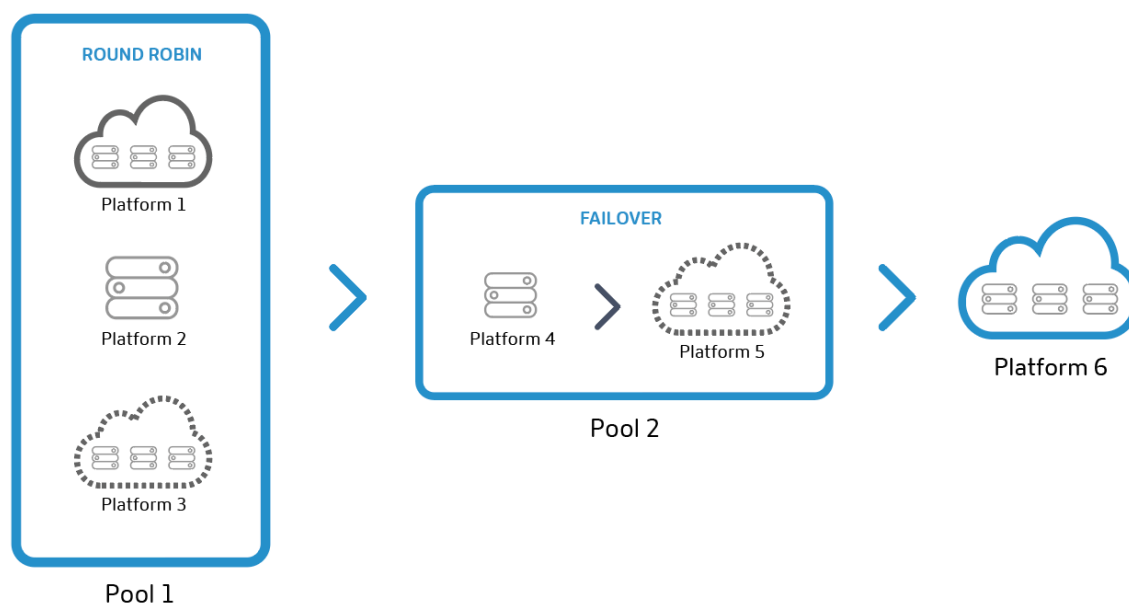 ROUND ROBIN
Platform 1
Platform 2
Platform 3
Pool 1
FAILOVER
Platform 4
Platform 5
Pool 2
Platform 6